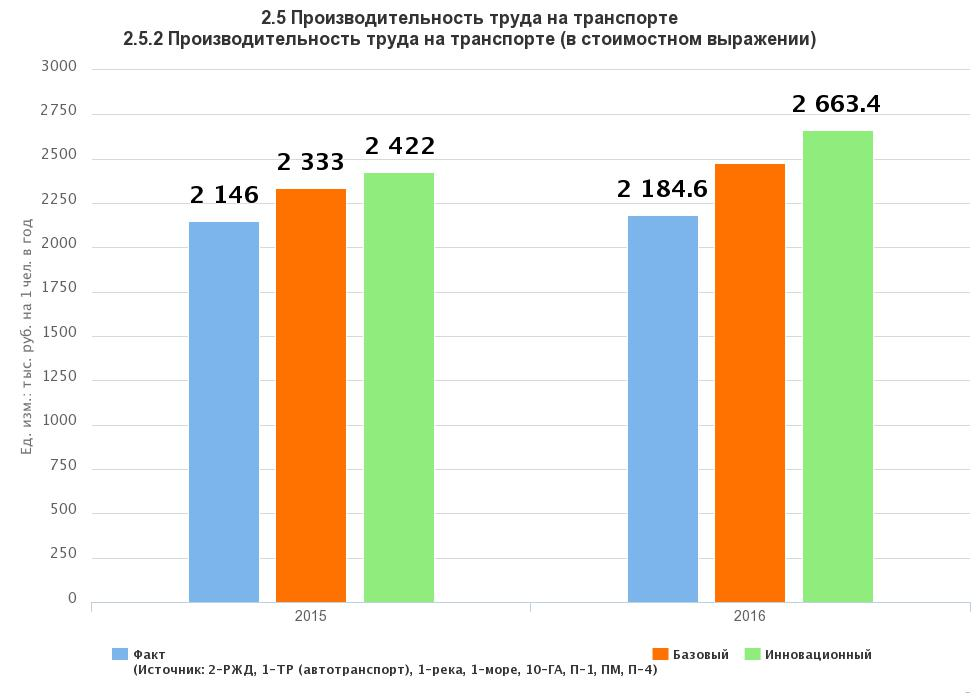 2.5 Производительность труда на транспорте
2.5.2 Производительность труда на транспорте (в стоимостном выражении)
Ед. изм.: тыс. руб. на 1 чел. в год
3000
2750
2500
2250
2000
1750
1500
1250
1000
750
500
250
0
2 146
2 333
2 422
2 184.6
2 663.4
2015
2016
Факт
(Источник: 2-РЖД, 1-ТР (автотранспорт), 1-река, 1-море, 10-ГА, П-1, ПМ, П-4)
Базовый
Инновационный